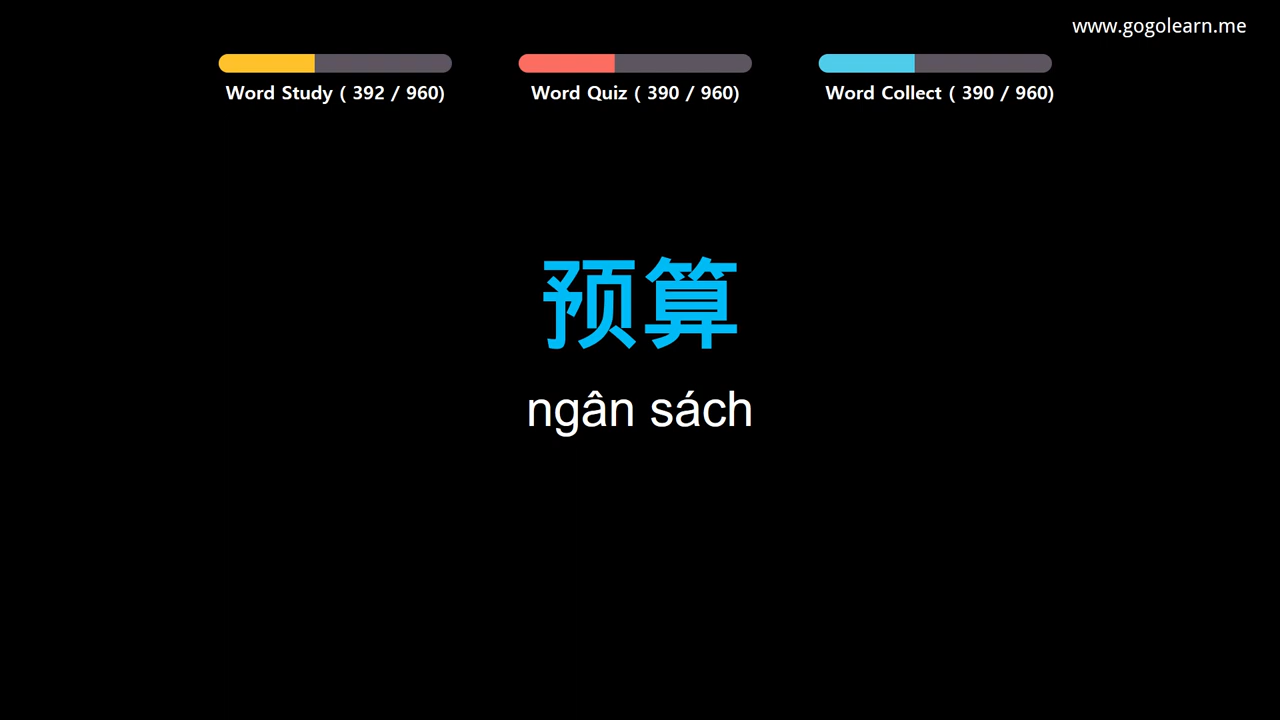 www.gogolearn.me
Word Study ( 392 / 960)
Word Quiz ( 390 / 960)
Word Collect ( 390 / 960)
预算
ngân sách